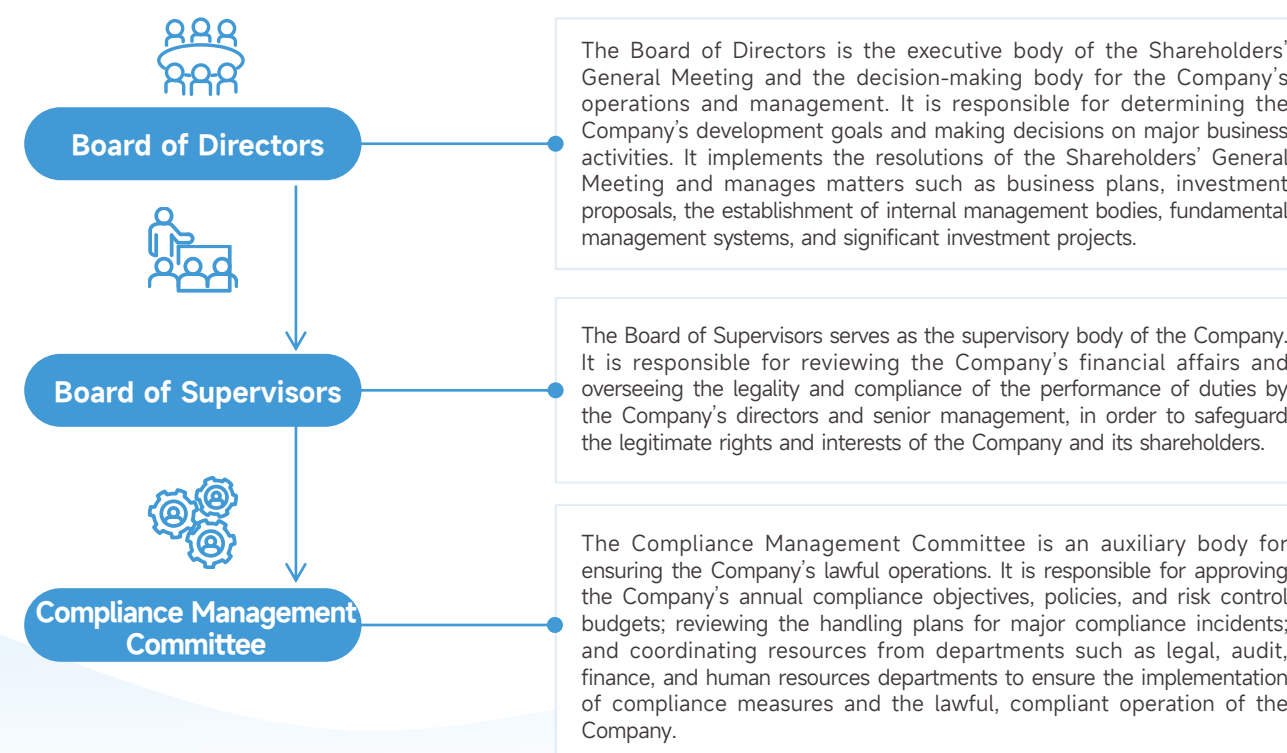 Board of Directors
The Board of Directors is the executive body of the Shareholders’
General Meeting and the decision-making body for the Company’s
operations and management. It is responsible for determining the
Company’s development goals and making decisions on major business
activities. It implements the resolutions of the Shareholders’ General
Meeting and manages matters such as business plans, investment
proposals, the establishment of internal management bodies, fundamental
management systems, and significant investment projects.
Board of Supervisors
The Board of Supervisors serves as the supervisory body of the Company.
It is responsible for reviewing the Company’s financial affairs and
overseeing the legality and compliance of the performance of duties by
the Company’s directors and senior management, in order to safeguard
the legitimate rights and interests of the Company and its shareholders.
Compliance Management
Committee
The Compliance Management Committee is an auxiliary body for
ensuring the Company’s lawful operations. It is responsible for approving
the Company’s annual compliance objectives, policies, and risk control
budgets; reviewing the handling plans for major compliance incidents;
and coordinating resources from departments such as legal, audit,
finance, and human resources departments to ensure the implementation
of compliance measures and the lawful, compliant operation of the
Company.